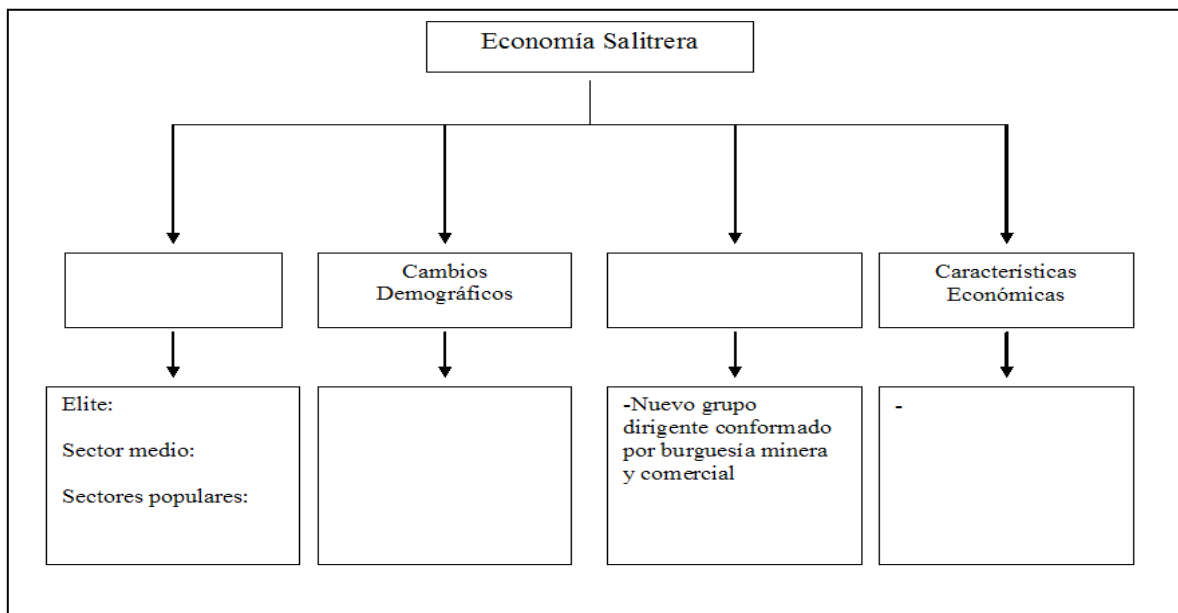 Economía Salitrera
Cambios
Demográficos
Características
Económicas
Elite:
Sector medio:
Sectores populares:
-Nuevo grupo
dirigente conformado
por burguesía minera
y comercial
-